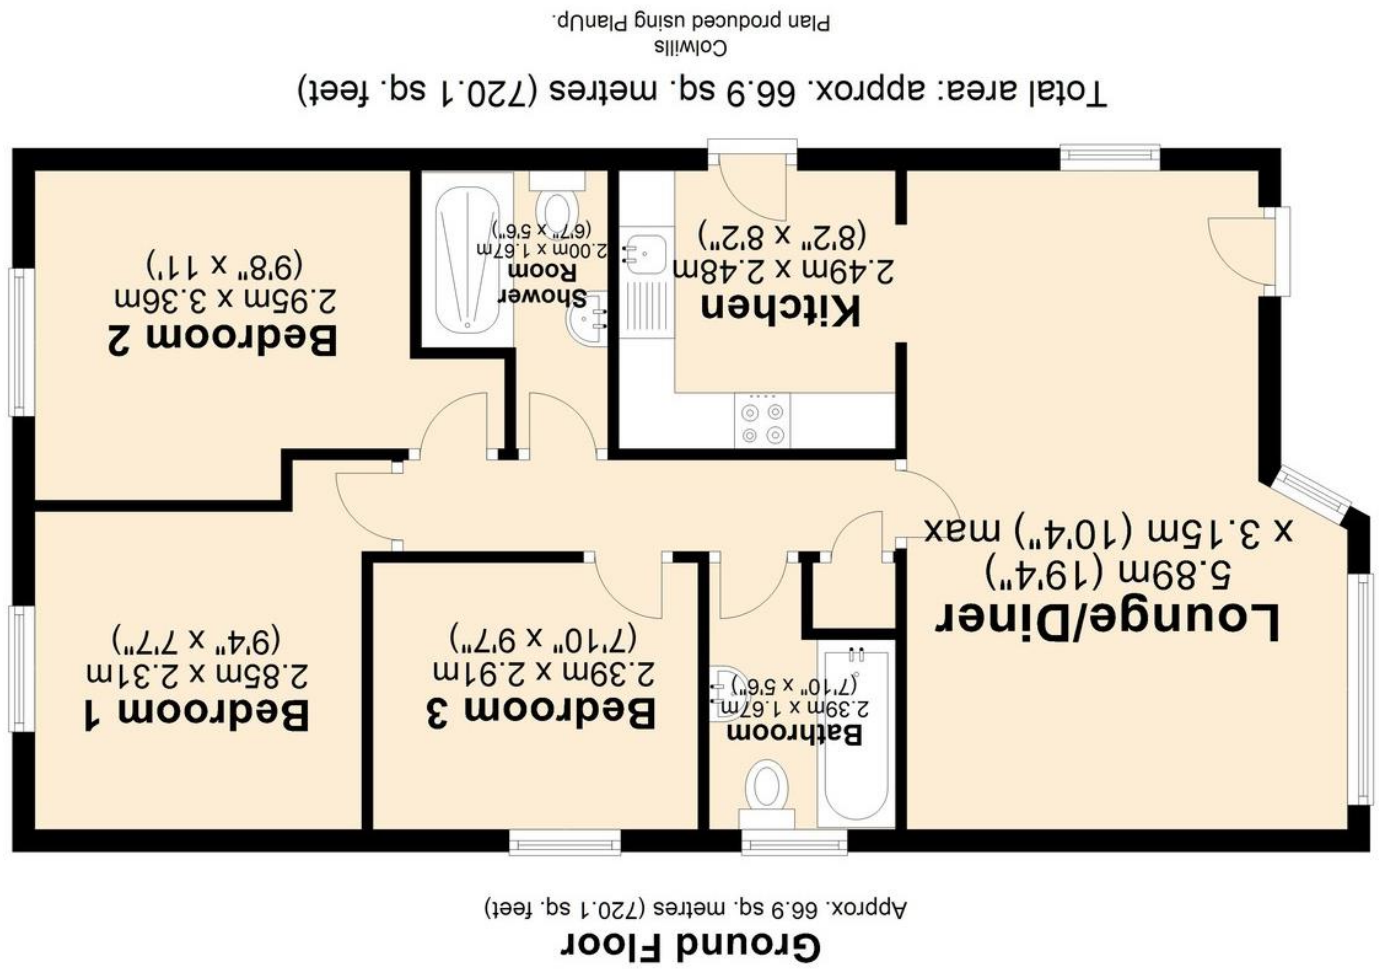 Ground Floor
Approx. 66.9 sq. metres (720.1 sq. feet)
Lounge/Diner
5.89m (19'4")
x 3.15m (10'4") max
Bathroom
2.39m x 1.67m
(7'10" x 5'6")
Bedroom 3
2.39m x 2.91m
(7'10" x 9'7")
Bedroom 1
2.85m x 2.31m
(9'4" x 7'7")
Kitchen
2.49m x 2.48m
(8'2" x 8'2")
Shower
Room
2.00m x 1.67m
(6'7" x 5'6")
Bedroom 2
2.95m x 3.36m
(9'8" x 11')
Total area: approx. 66.9 sq. metres (720.1 sq. feet)
Colwills
Plan produced using PlanUp.